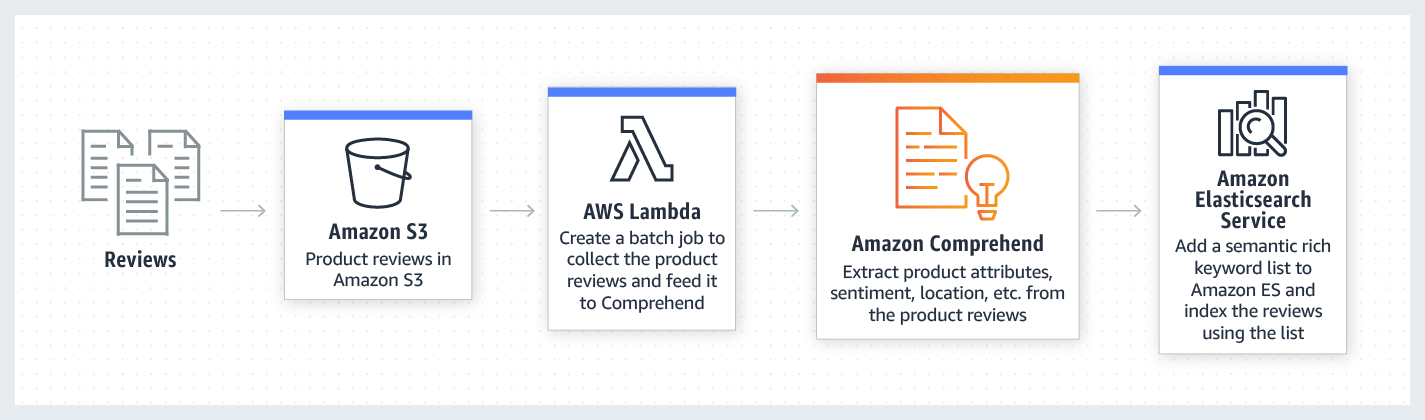 Reviews
Amazon S3
Product reviews in
Amazon S3
AWS Lambda
Create a batch job to
collect the product
reviews and feed it
to Comprehend
Amazon Comprehend
Extract product attributes,
sentiment, location, etc. from
the product reviews
Amazon
Elasticsearch
Service
Add a semantic rich
keyword list to
Amazon ES and
index the reviews
using the list